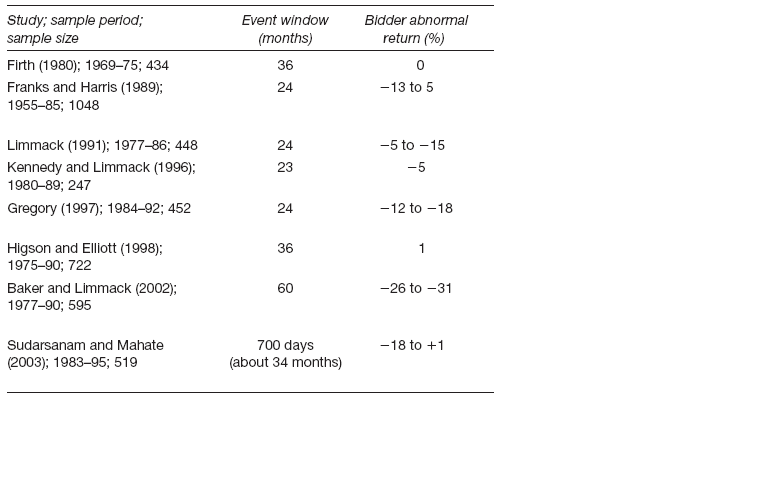 Study; sample period; Event window Bidder abnormal
sample size (months) return (%)
Firth (1980); 1969–75; 434 36 0
Franks and Harris (1989); 24 −13 to 5
1955–85; 1048
Limmack (1991); 1977–86; 448 24 −5 to −15
Kennedy and Limmack (1996); 23 −5
1980–89; 247
Gregory (1997); 1984–92; 452 24 −12 to −18
Higson and Elliott (1998); 36 1
1975–90; 722
Baker and Limmack (2002); 60 −26 to −31
1977–90; 595
Sudarsanam and Mahate 700 days −18 to +1
(2003); 1983–95; 519 (about 34 months)